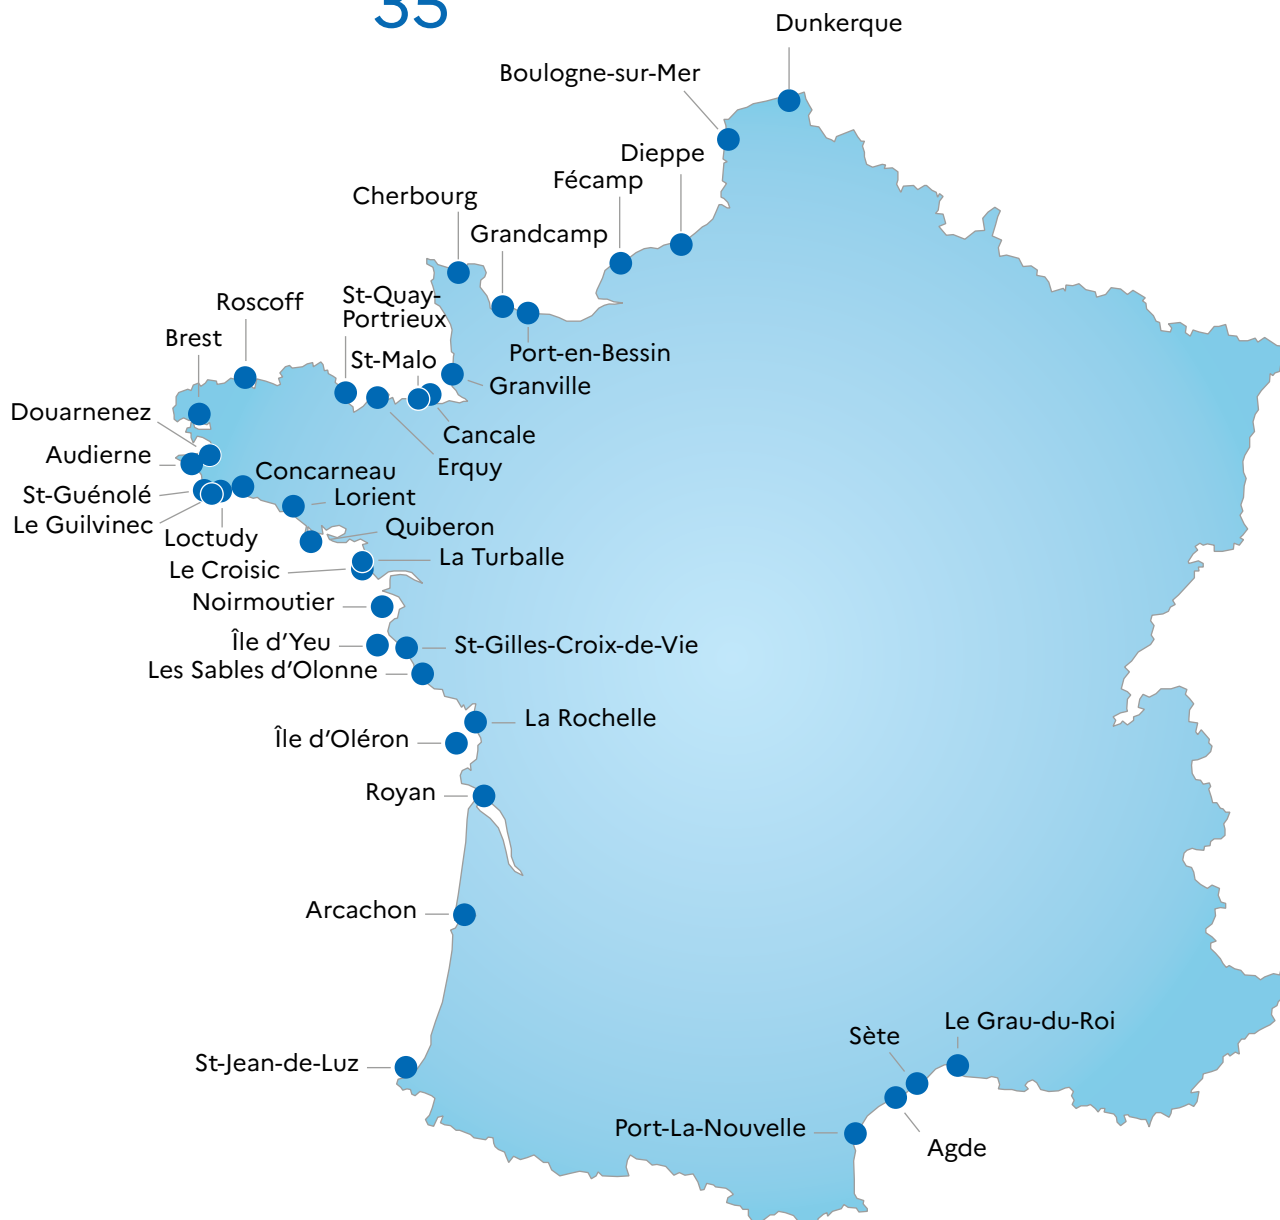 35
Dunkerque
Boulogne-sur-Mer
Dieppe
Fécamp
Cherbourg
Grandcamp
St-Quay-
Portrieux
Roscoff
Brest
St-Malo
Port-en-Bessin
Granville
Douarnenez
Cancale
Audierne
Erquy
Concarneau
St-Guénolé
Lorient
Le Guilvinec
Quiberon
Loctudy
La Turballe
Le Croisic
Noirmoutier
Île d'Yeu
St-Gilles-Croix-de-Vie
Les Sables d'Olonne
La Rochelle
Île d'Oléron
Royan
Arcachon
Le Grau-du-Roi
Sète
St-Jean-de-Luz
Port-La-Nouvelle
Agde